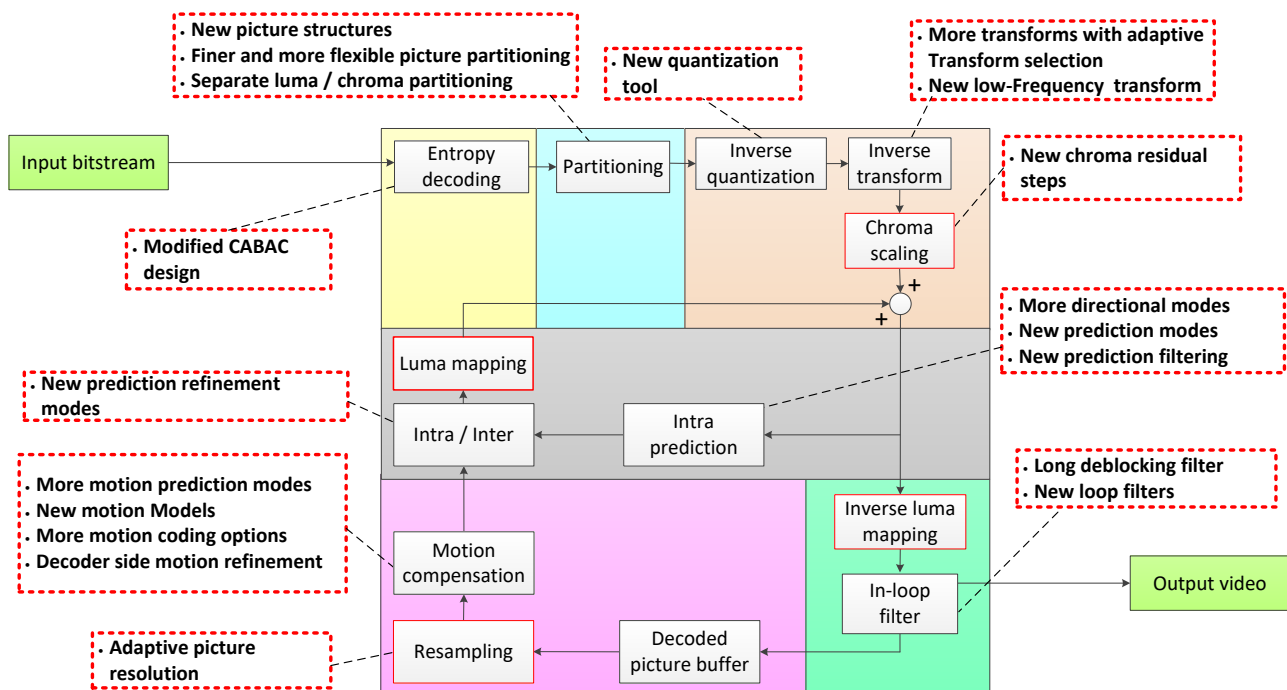 . New picture structures
. Finer and more flexible picture partitioning
. Separate luma / chroma partitioning
. New quantization
tool
. More transforms with adaptive
Transform selection
. New low-Frequency transform
Input bitstream
Entropy
decoding
Partitioning
Inverse
quantization
Inverse
transform
. New chroma residual
steps
. Modified CABAC
design
Chroma
scaling
+
+
. More directional modes
. New prediction modes
. New prediction filtering
Luma mapping
. New prediction refinement
modes
Intra / Inter
Intra
prediction
. More motion prediction modes
. New motion Models
. More motion coding options
. Decoder side motion refinement
. Long deblocking filter
. New loop filters
Inverse luma
mapping
Motion
compensation
In-loop
filter
Output video
. Adaptive picture
resolution
Resampling
Decoded
picture buffer